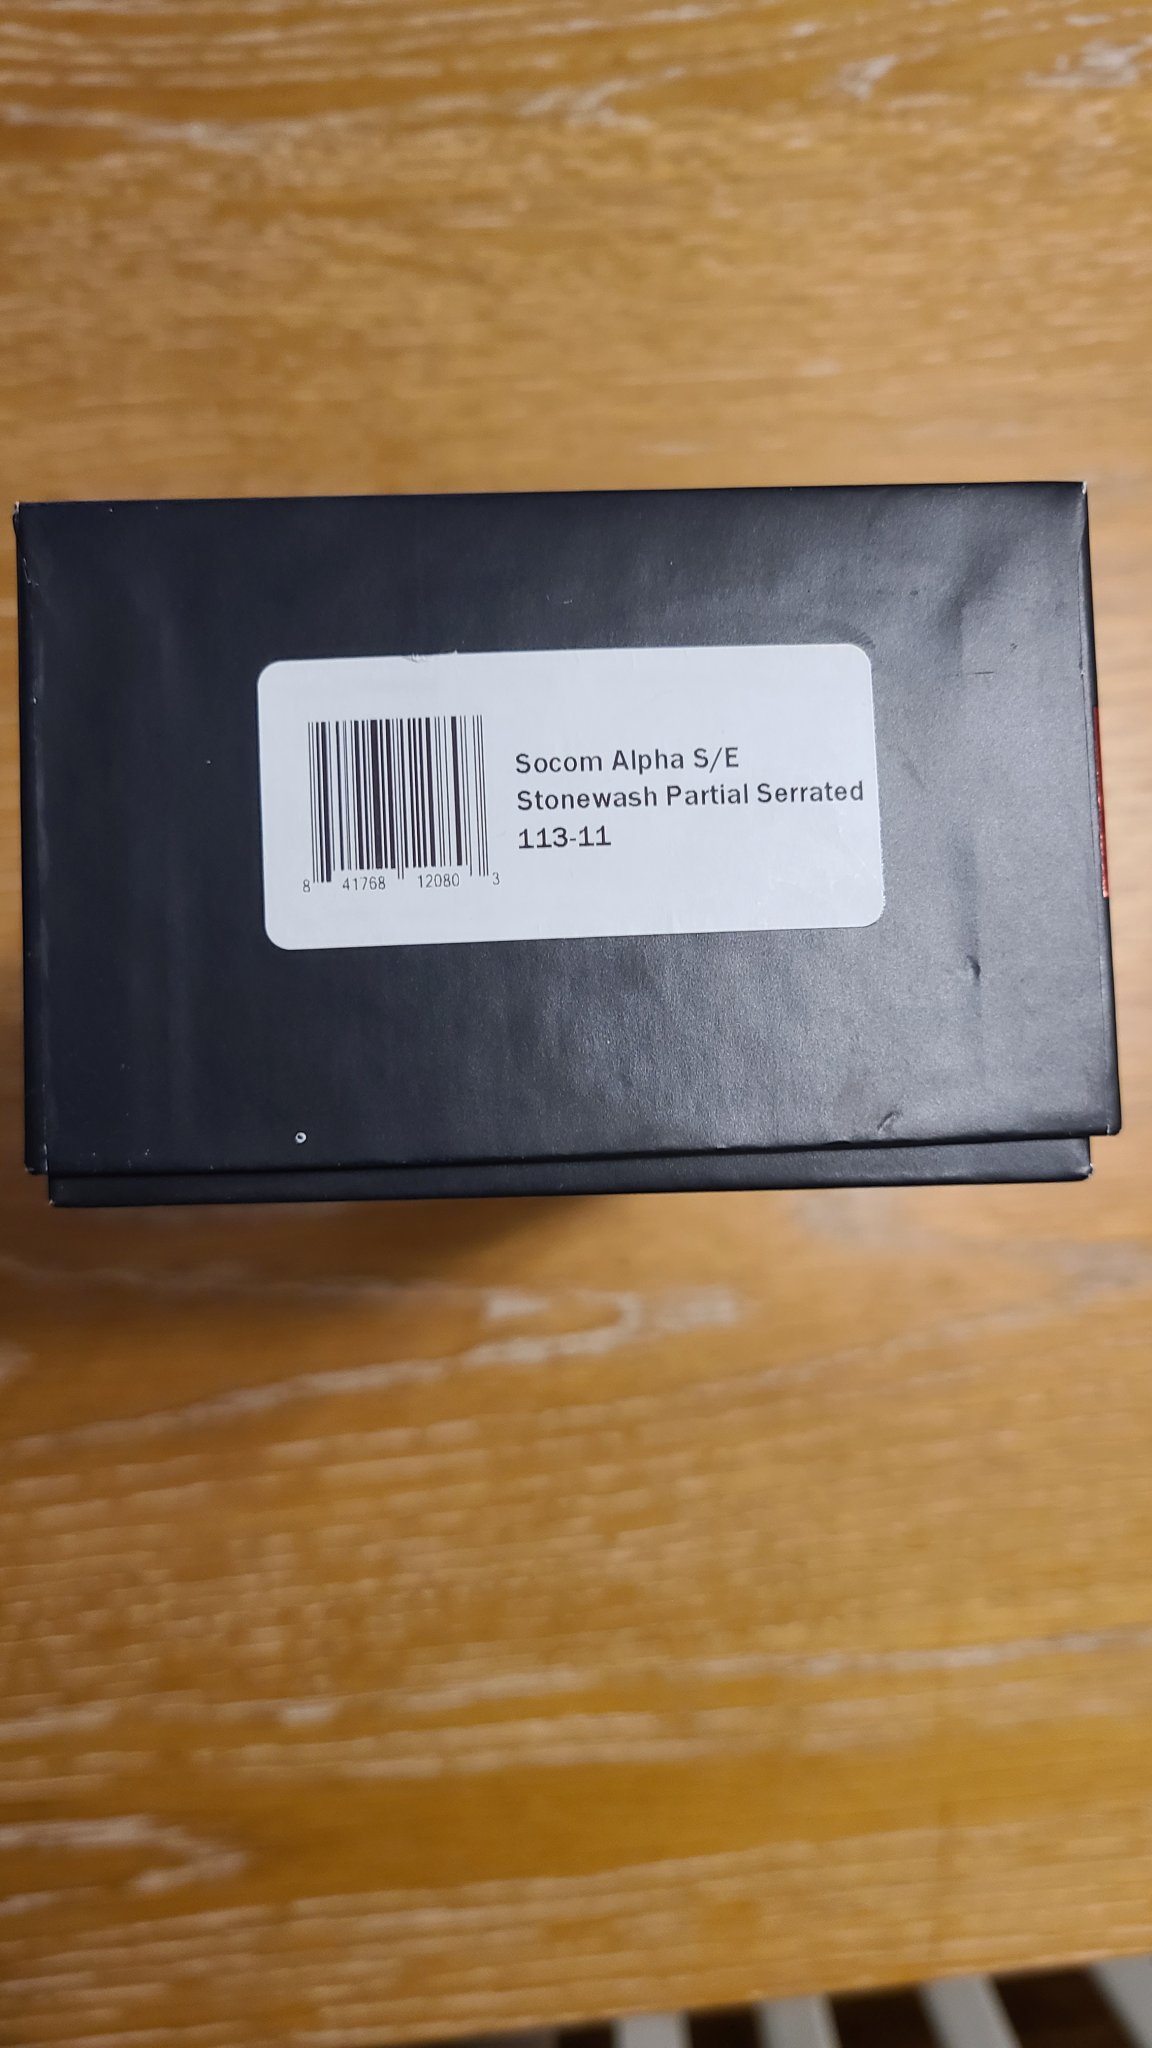 Socom Alpha S/E
Stonewash Partial Serrated
113-11
8 41768 12080 3